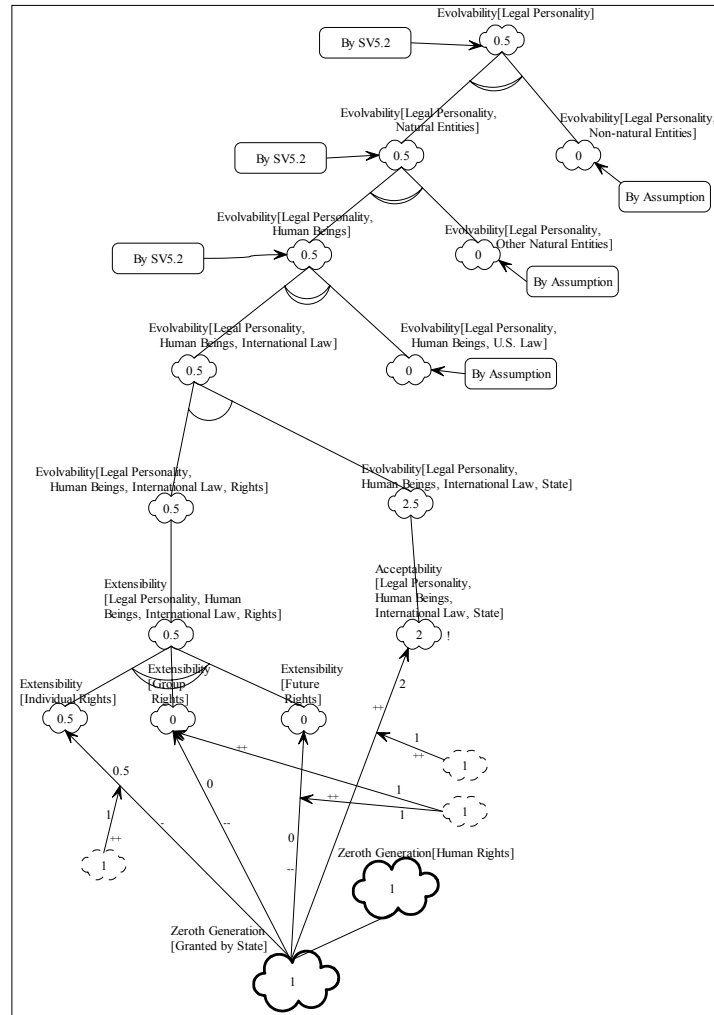 Evolvability[Legal Personality]
By SV5.2
0.5
Evolvability[Legal Personality,
Natural Entities]
Evolvability[Legal Personality,
Non-natural Entities]
By SV5.2
0.5
0
By Assumption
Evolvability[Legal Personality,
Human Beings]
Evolvability[Legal Personality,
Other Natural Entities]
By SV5.2
0.5
0
By Assumption
Evolvability[Legal Personality,
Human Beings, International Law]
Evolvability[Legal Personality,
Human Beings, U.S. Law]
0.5
0
By Assumption
Evolvability[Legal Personality,
Human Beings, International Law, Rights]
Evolvability[Legal Personality,
Human Beings, International Law, State]
0.5
2.5
Extensibility
[Legal Personality, Human
Beings, International Law, Rights]
Acceptability
[Legal Personality,
Human Beings,
International Law, State]
0.5
2 !
Extensibility
[Individual Rights]
Extensibility
[Group
Rights]
Extensibility
[Future
Rights]
0.5
0
0
2
++
++
1
++
1
0.5
0
++
1
1
1
1
++
-
--
0
--
1
Zeroth Generation[Human Rights]
1
Zeroth Generation
[Granted by State]
1